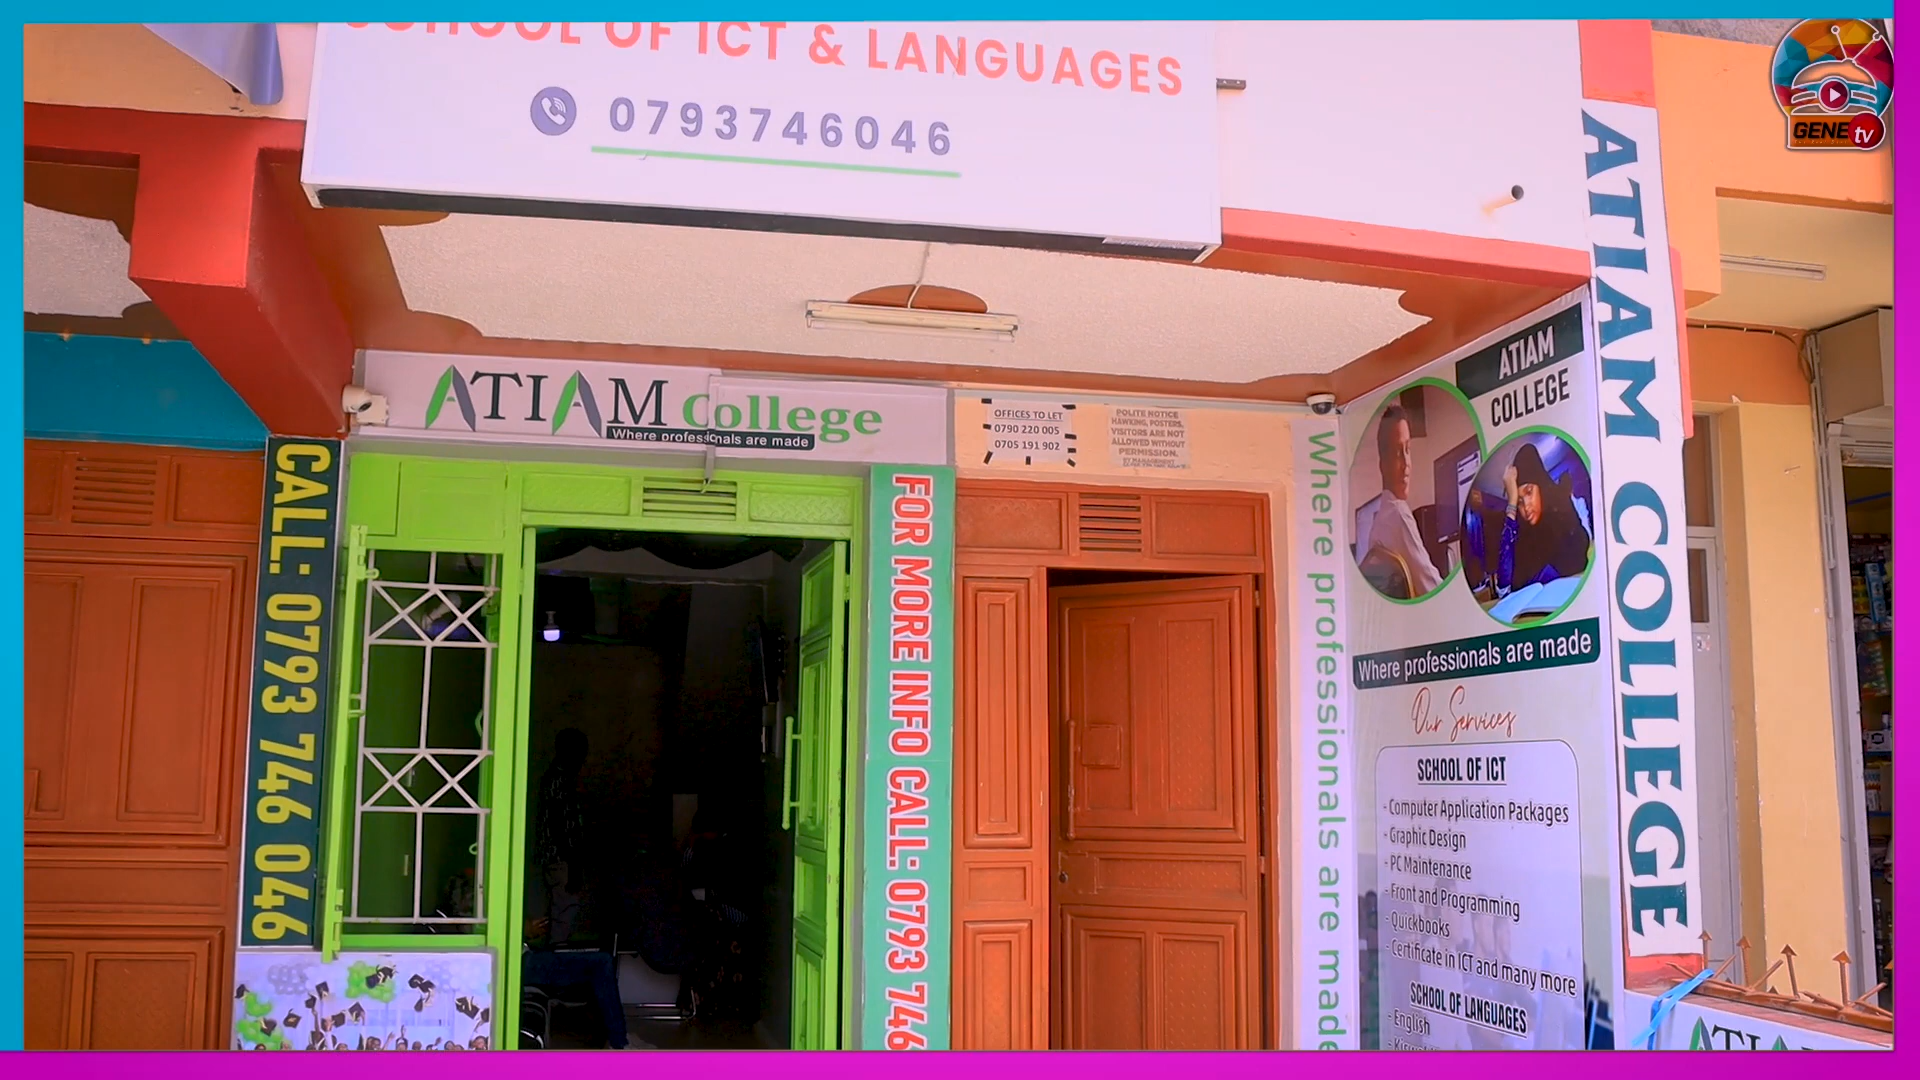 SCHOOL OF ICT & LANGUAGES
0793746046
GENE tv
ATIAM College
Where professionals are made
OFFICES TO LET
0790 220 005
0705 191 902
POLITE NOTICE
HAWKING, POSTERS,
VISITORS ARE NOT
ALLOWED WITHOUT
PERMISSION.
BY MANAGEMENT
CALL: 0793 746 046
FOR MORE INFO CALL: 0793 746
Where professionals are made
ATIAM
COLLEGE
Where professionals are made
Our Services
SCHOOL OF ICT
- Computer Application Packages
- Graphic Design
- PC Maintenance
- Front and Programming
- Quickbooks
- Certificate in ICT and many more
SCHOOL OF LANGUAGES
- English
ATIAM COLLEGE